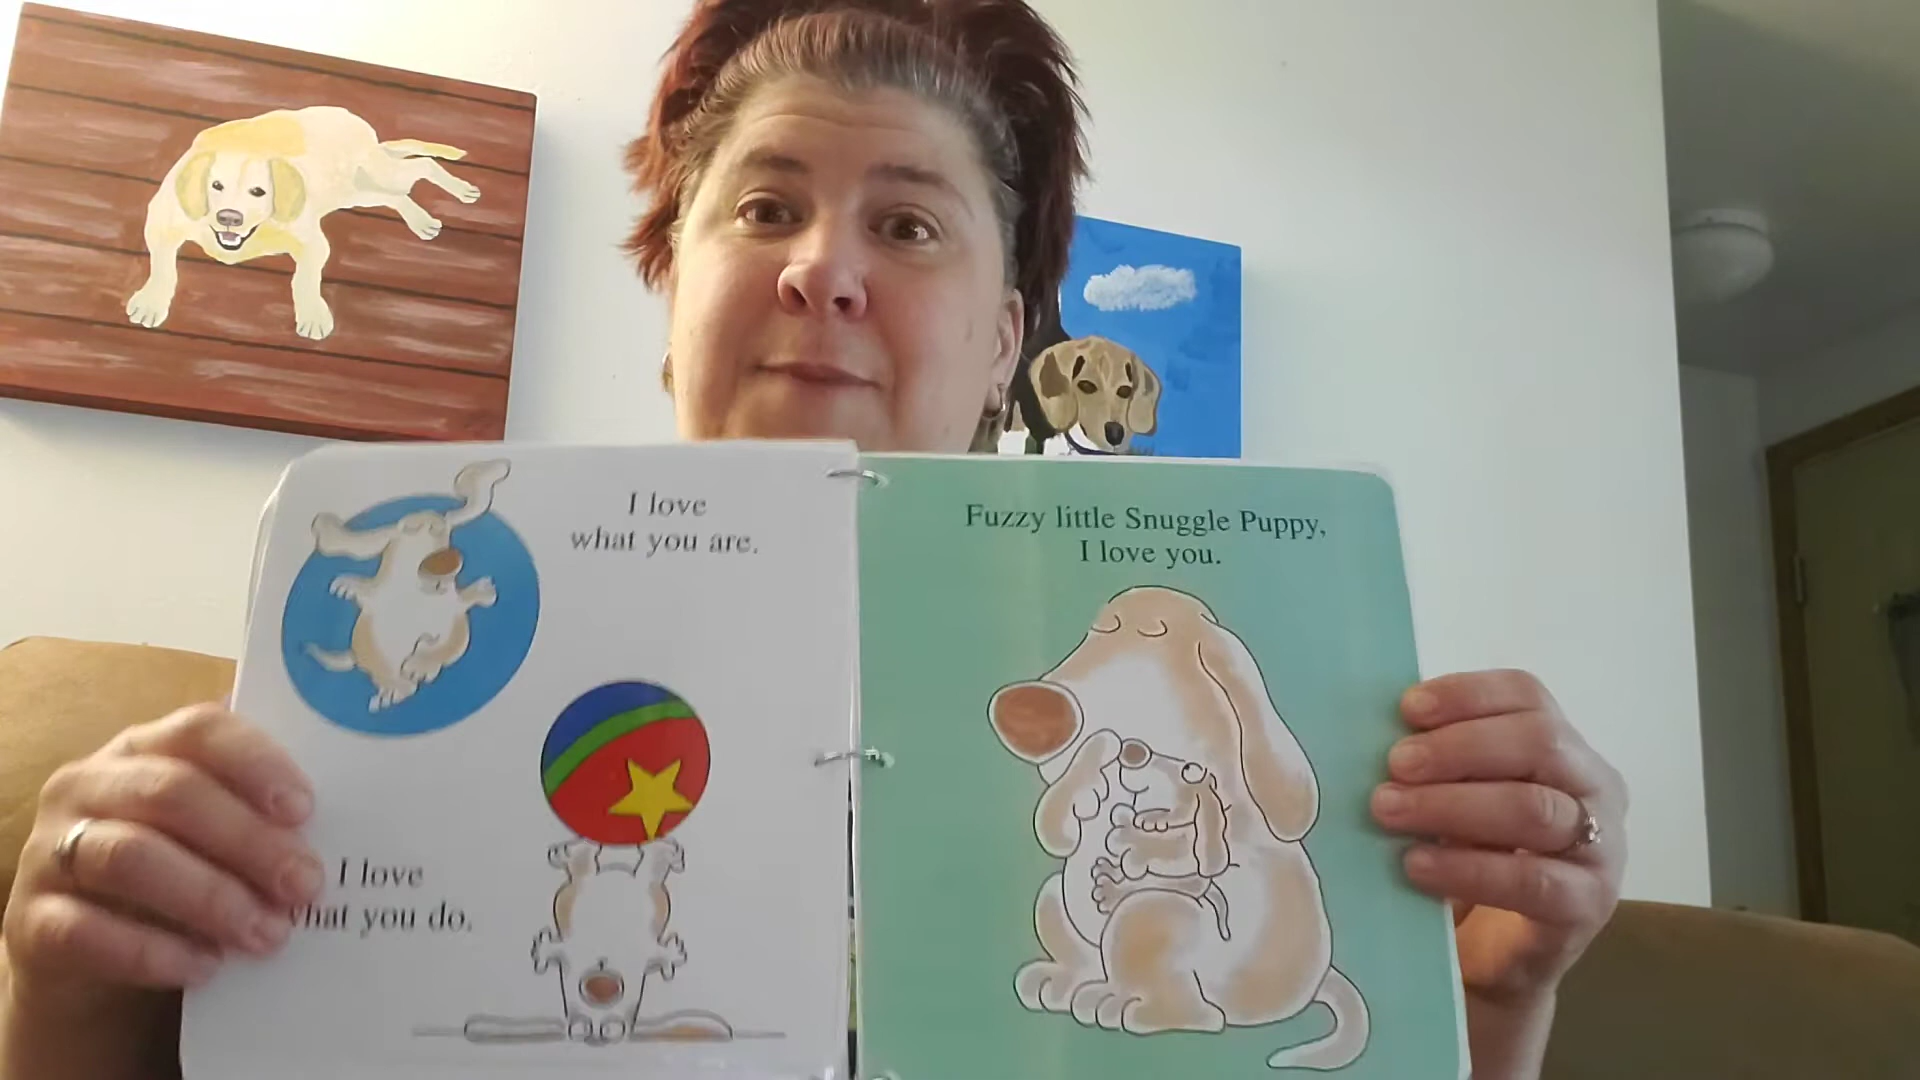 I love
what you are.
I love
what you do.
Fuzzy little Snuggle Puppy,
I love you.